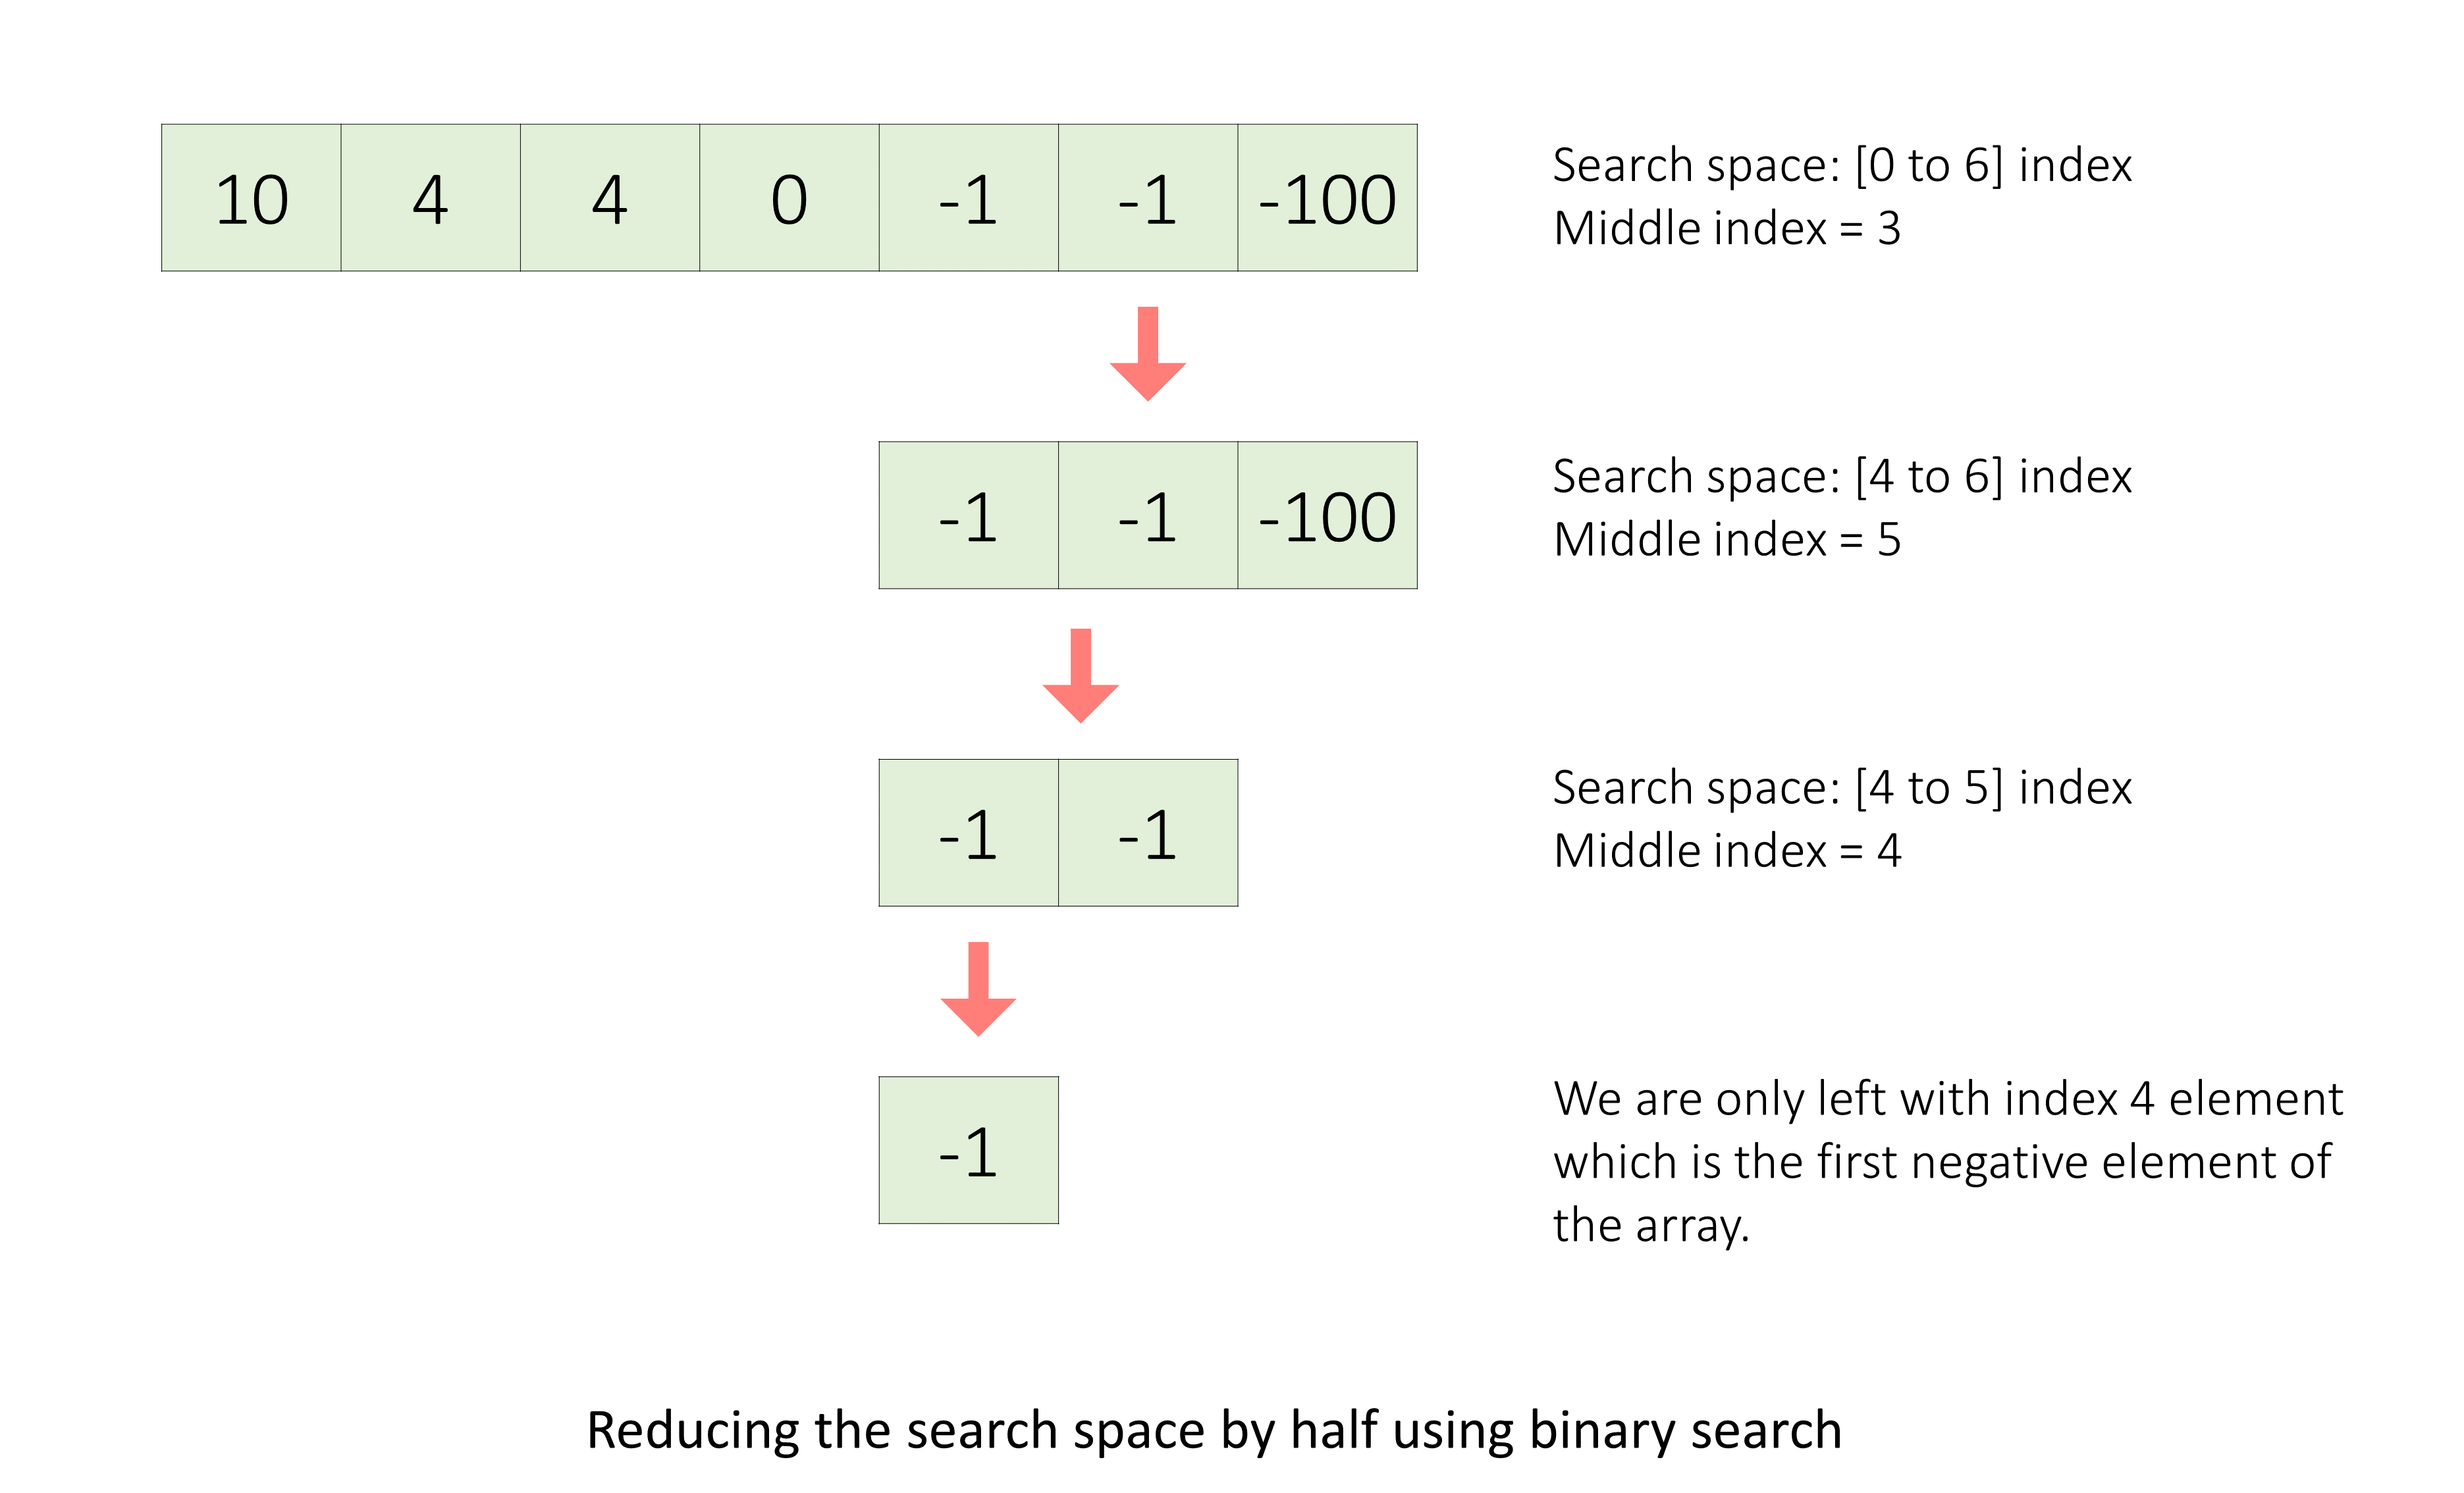 10 4 4 0 -1 -1 -100
Search space: [0 to 6] index
Middle index = 3
-1 -1 -100
Search space: [4 to 6] index
Middle index = 5
-1 -1
Search space: [4 to 5] index
Middle index = 4
-1
We are only left with index 4 element
which is the first negative element of
the array.
Reducing the search space by half using binary search